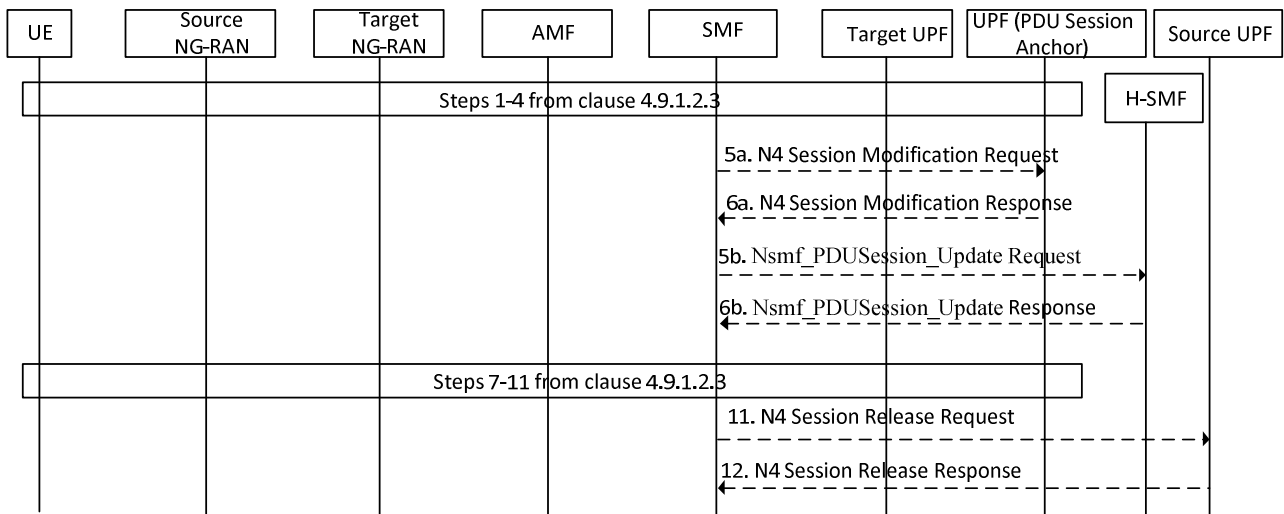 UE
Source
NG-RAN
Target
NG-RAN
AMF
SMF
Target UPF
UPF (PDU Session
Anchor)
Source UPF
Steps 1-4 from clause 4.9.1.2.3
H-SMF
5a. N4 Session Modification Request
6a. N4 Session Modification Response
5b. Nsmf_PDUSession_Update Request
6b. Nsmf_PDUSession_Update Response
Steps 7-11 from clause 4.9.1.2.3
11. N4 Session Release Request
12. N4 Session Release Response